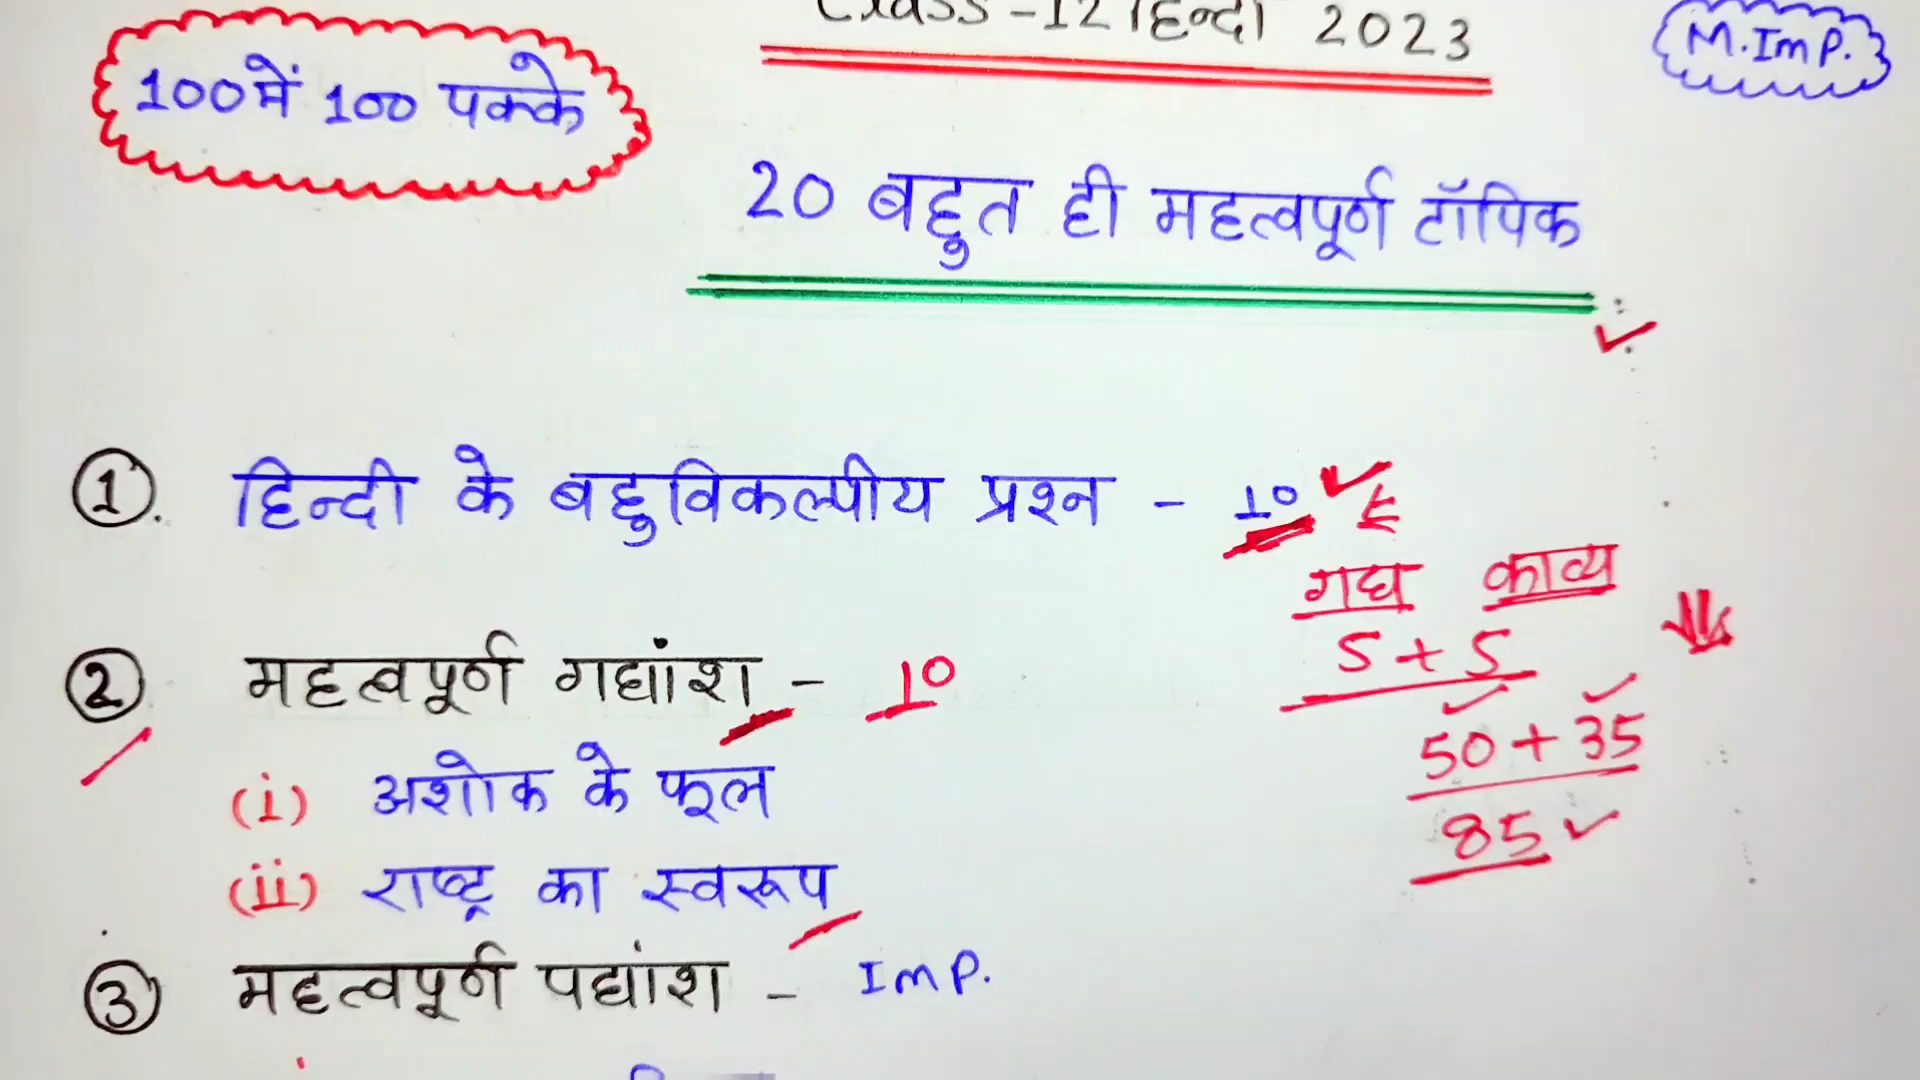 Class-12 हिन्दी 2023
M.Imp.
100 में 100 पक्के
20 बहुत ही महत्वपूर्ण टॉपिक
1. हिन्दी के बहुविकल्पीय प्रश्न - 10
गद्य काव्य
5+5
50+35
85
2 महत्वपूर्ण गद्यांश - 10
(i) अशोक के फूल
(ii) राष्ट्र का स्वरूप
3 महत्वपूर्ण पद्यांश - Imp.